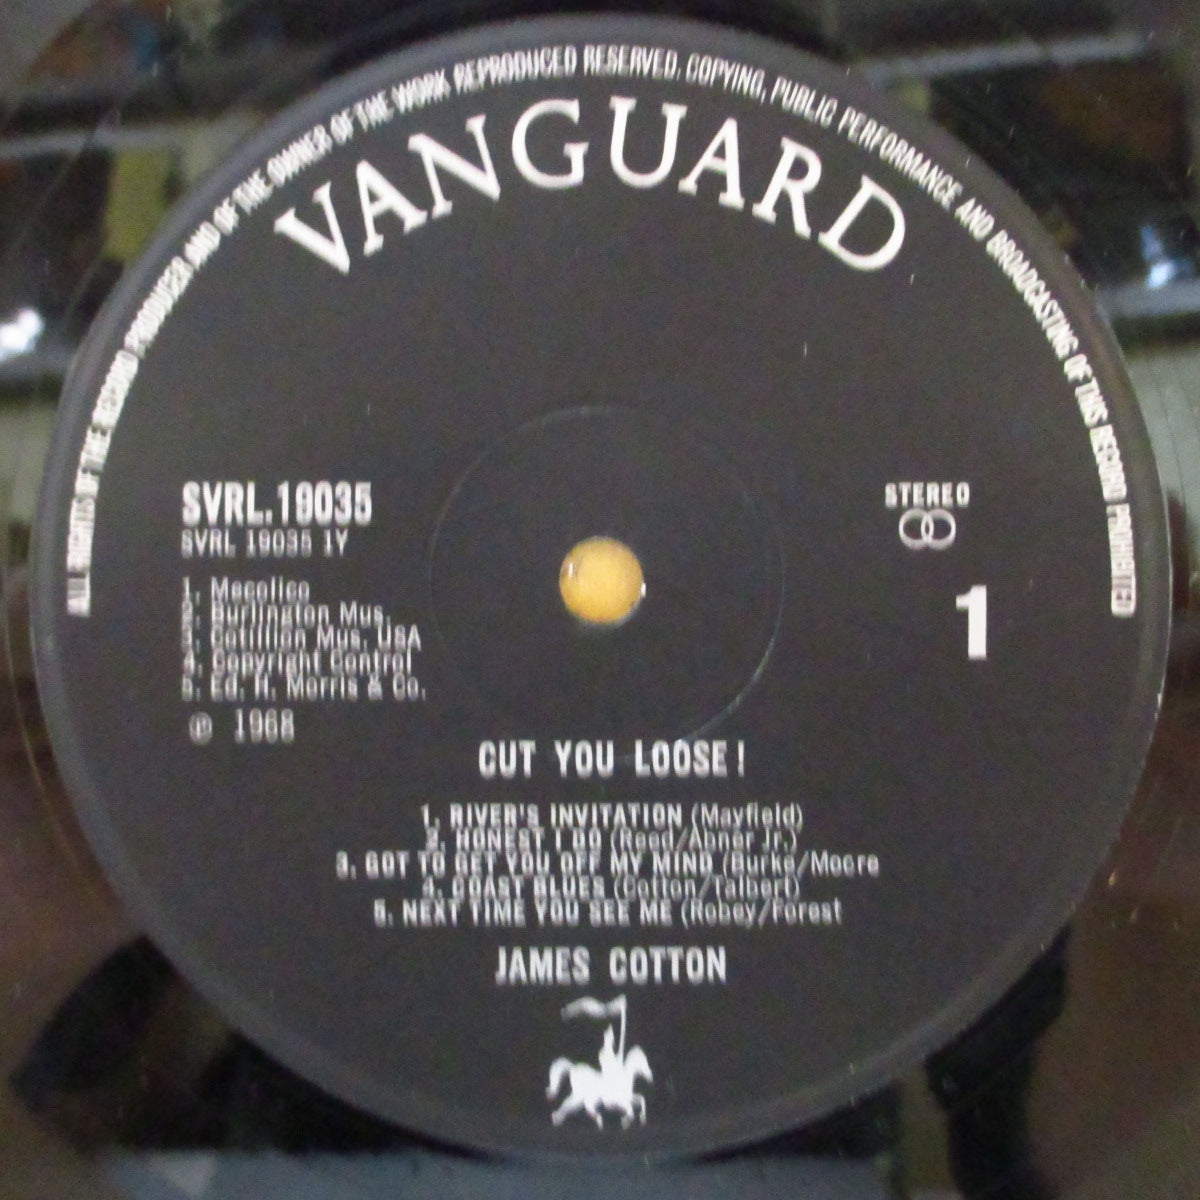 ALL RIGHTS OF THE RECORD PRODUCER AND OF THE OWNER OF THE WORK REPRODUCED RESERVED. COPYING, PUBLIC PERFORMANCE AND BROADCASTING OF THIS RECORD PROHIBITED
VANGUARD
SVRL.19035
SVRL 19035 1Y
STEREO
1
1. Mecolico
2. Burlington Mus.
3. Cotillion Mus. USA
4. Copyright Control
5. Ed. H. Morris & Co.
℗ 1968
CUT YOU LOOSE!
1. RIVER'S INVITATION (Mayfield)
2. HONEST I DO (Reed/Abner Jr.)
3. GOT TO GET YOU OFF MY MIND (Burke/Moore
4. COAST BLUES (Cotton/Talbert)
5. NEXT TIME YOU SEE ME (Robey/Forest
JAMES COTTON